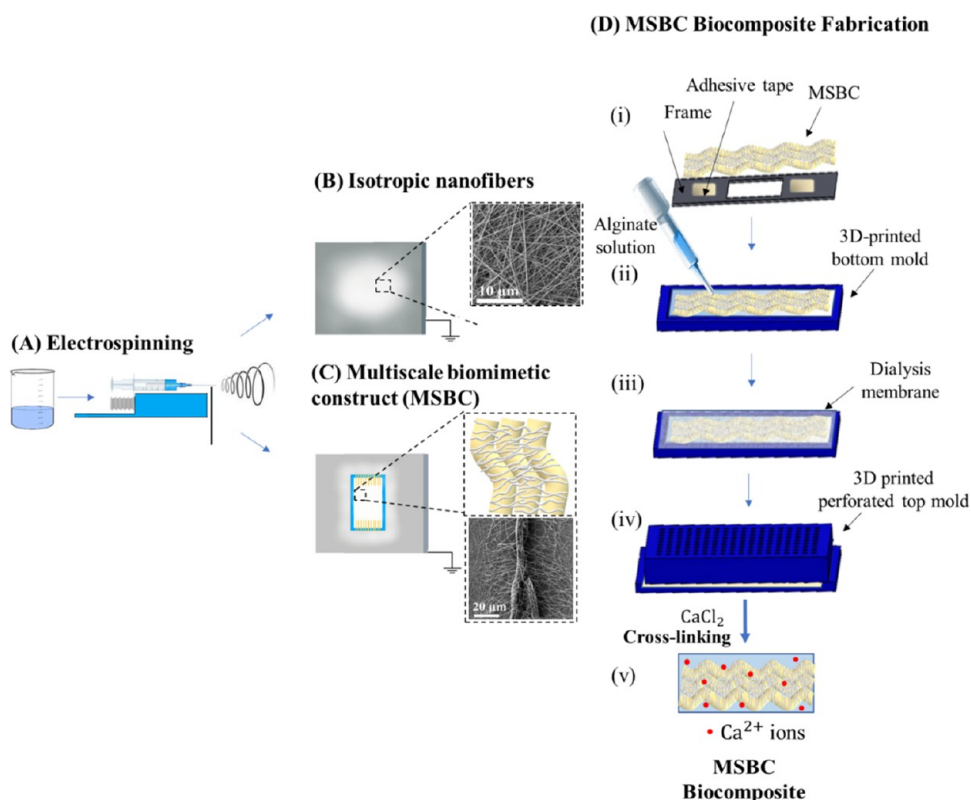 (D) MSBC Biocomposite Fabrication
(i)
Adhesive tape
MSBC
Frame
(B) Isotropic nanofibers
10 μm
Alginate
solution
(ii)
3D-printed
bottom mold
(A) Electrospinning
(C) Multiscale biomimetic
construct (MSBC)
20 μm
(iii)
Dialysis
membrane
(iv)
3D printed
perforated top mold
CaCl₂
Cross-linking
(v)
• Ca²⁺ ions
MSBC
Biocomposite